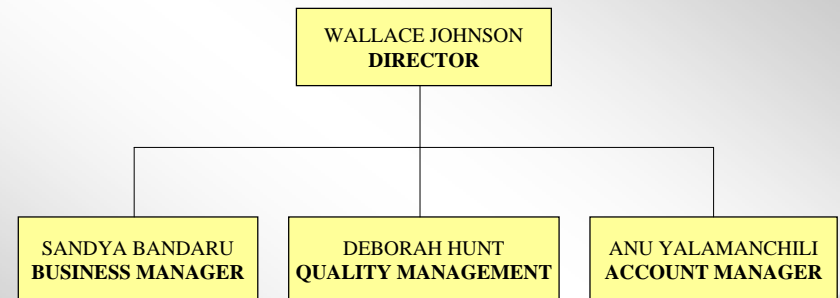 WALLACE JOHNSON
DIRECTOR
SANDYA BANDARU
BUSINESS MANAGER
DEBORAH HUNT
QUALITY MANAGEMENT
ANU YALAMANCHILI
ACCOUNT MANAGER